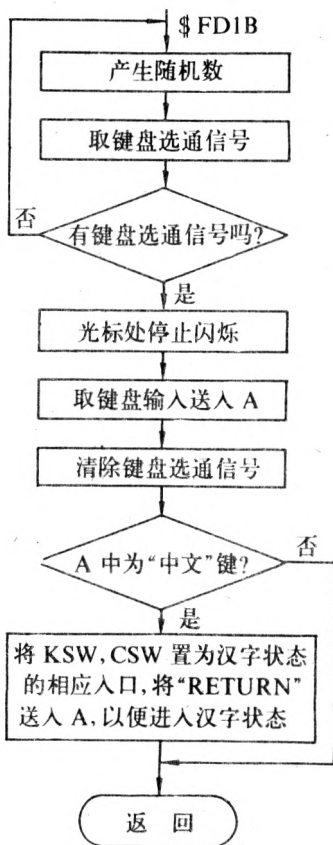 $ FD1B
产生随机数
取键盘选通信号
否
有键盘选通信号吗?
是
光标处停止闪烁
取键盘输入送入 A
清除键盘选通信号
否
A 中为“中文”键?
是
将 KSW, CSW 置为汉字状态
的相应入口,将“RETURN”
送入 A,以便进入汉字状态
返 回